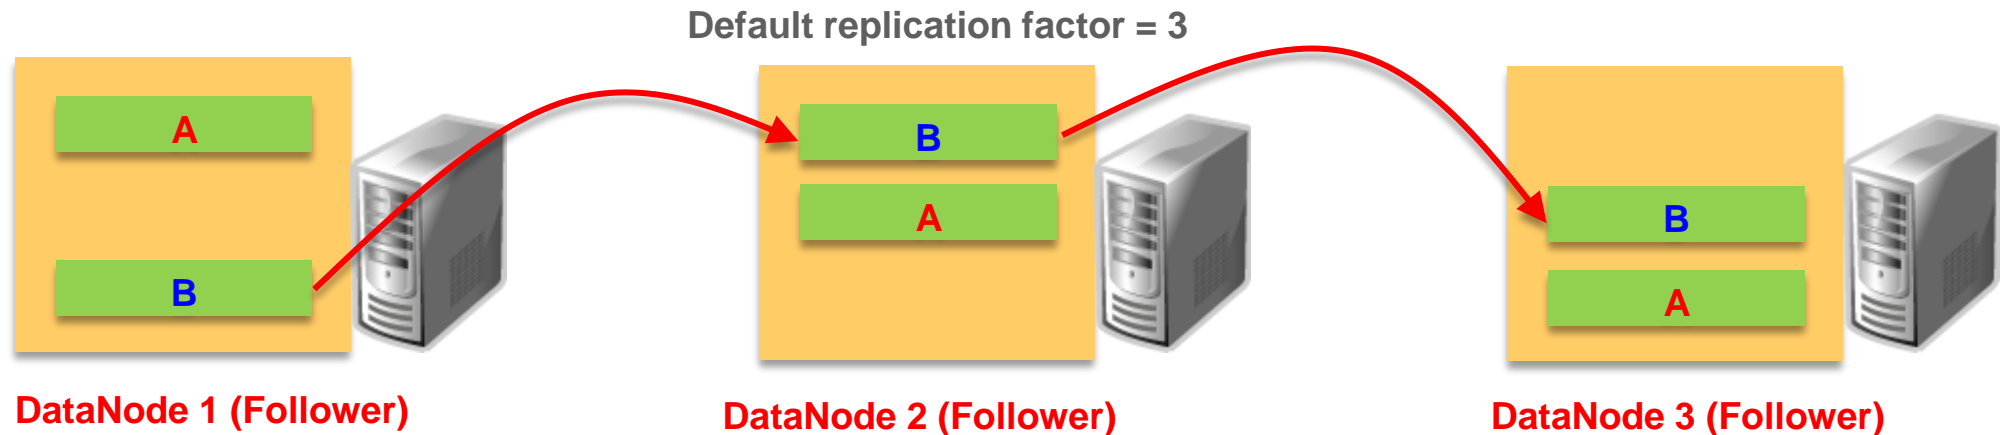 Default replication factor = 3
A
B
B
A
B
A
DataNode 1 (Follower)
DataNode 2 (Follower)
DataNode 3 (Follower)